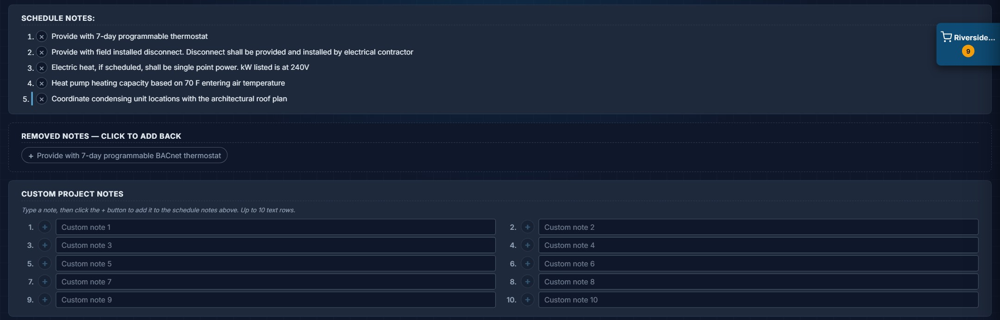 SCHEDULE NOTES:
1. × Provide with 7-day programmable thermostat
2. × Provide with field installed disconnect. Disconnect shall be provided and installed by electrical contractor
3. × Electric heat, if scheduled, shall be single point power. kW listed is at 240V
4. × Heat pump heating capacity based on 70 F entering air temperature
5. × Coordinate condensing unit locations with the architectural roof plan
Riverside...
9
REMOVED NOTES — CLICK TO ADD BACK
+ Provide with 7-day programmable BACnet thermostat
CUSTOM PROJECT NOTES
Type a note, then click the + button to add it to the schedule notes above. Up to 10 text rows.
1. + Custom note 1
2. + Custom note 2
3. + Custom note 3
4. + Custom note 4
5. + Custom note 5
6. + Custom note 6
7. + Custom note 7
8. + Custom note 8
9. + Custom note 9
10. + Custom note 10